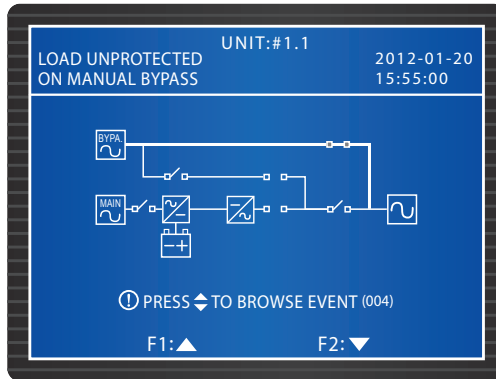 UNIT:#1.1
LOAD UNPROTECTED
ON MANUAL BYPASS
2012-01-20
15:55:00
BYPA.
MAIN
PRESS TO BROWSE EVENT (004)
F1:
F2: